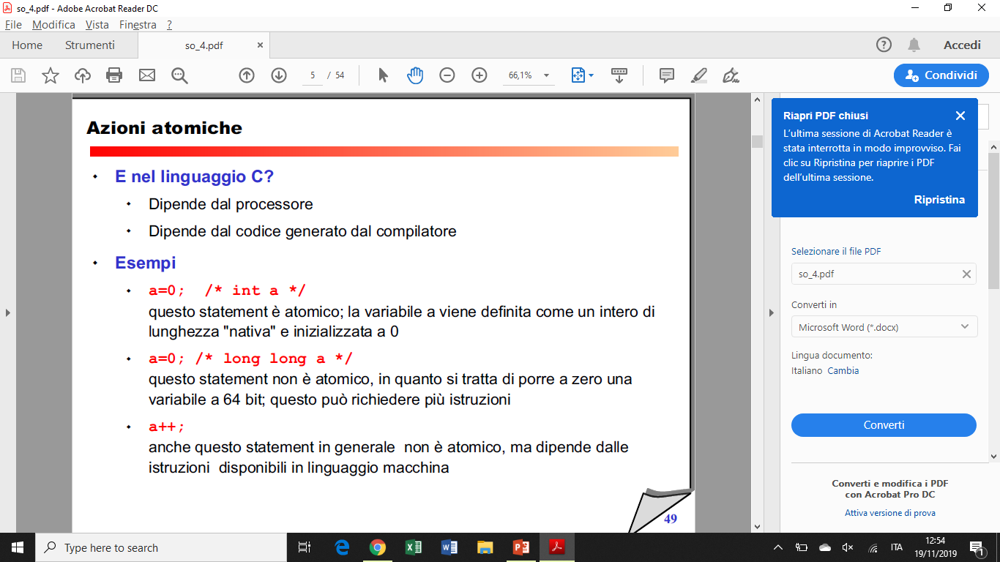 so_4.pdf - Adobe Acrobat Reader DC
File Modifica Vista Finestra ?
Home Strumenti so_4.pdf × Accedi
5 / 54 66,1% Condividi
Azioni atomiche
E nel linguaggio C?
Dipende dal processore
Dipende dal codice generato dal compilatore
Esempi
a=0; /* int a */
questo statement è atomico; la variabile a viene definita come un intero di
lunghezza "nativa" e inizializzata a 0
a=0; /* long long a */
questo statement non è atomico, in quanto si tratta di porre a zero una
variabile a 64 bit; questo può richiedere più istruzioni
a++;
anche questo statement in generale non è atomico, ma dipende dalle
istruzioni disponibili in linguaggio macchina
49
Riapri PDF chiusi
L'ultima sessione di Acrobat Reader è
stata interrotta in modo improvviso. Fai
clic su Ripristina per riaprire i PDF
dell'ultima sessione.
Ripristina
Selezionare il file PDF
so_4.pdf
Converti in
Microsoft Word (*.docx)
Lingua documento:
Italiano Cambia
Converti
Converti e modifica i PDF
con Acrobat Pro DC
Attiva versione di prova
Type here to search
ITA
12:54
19/11/2019
1